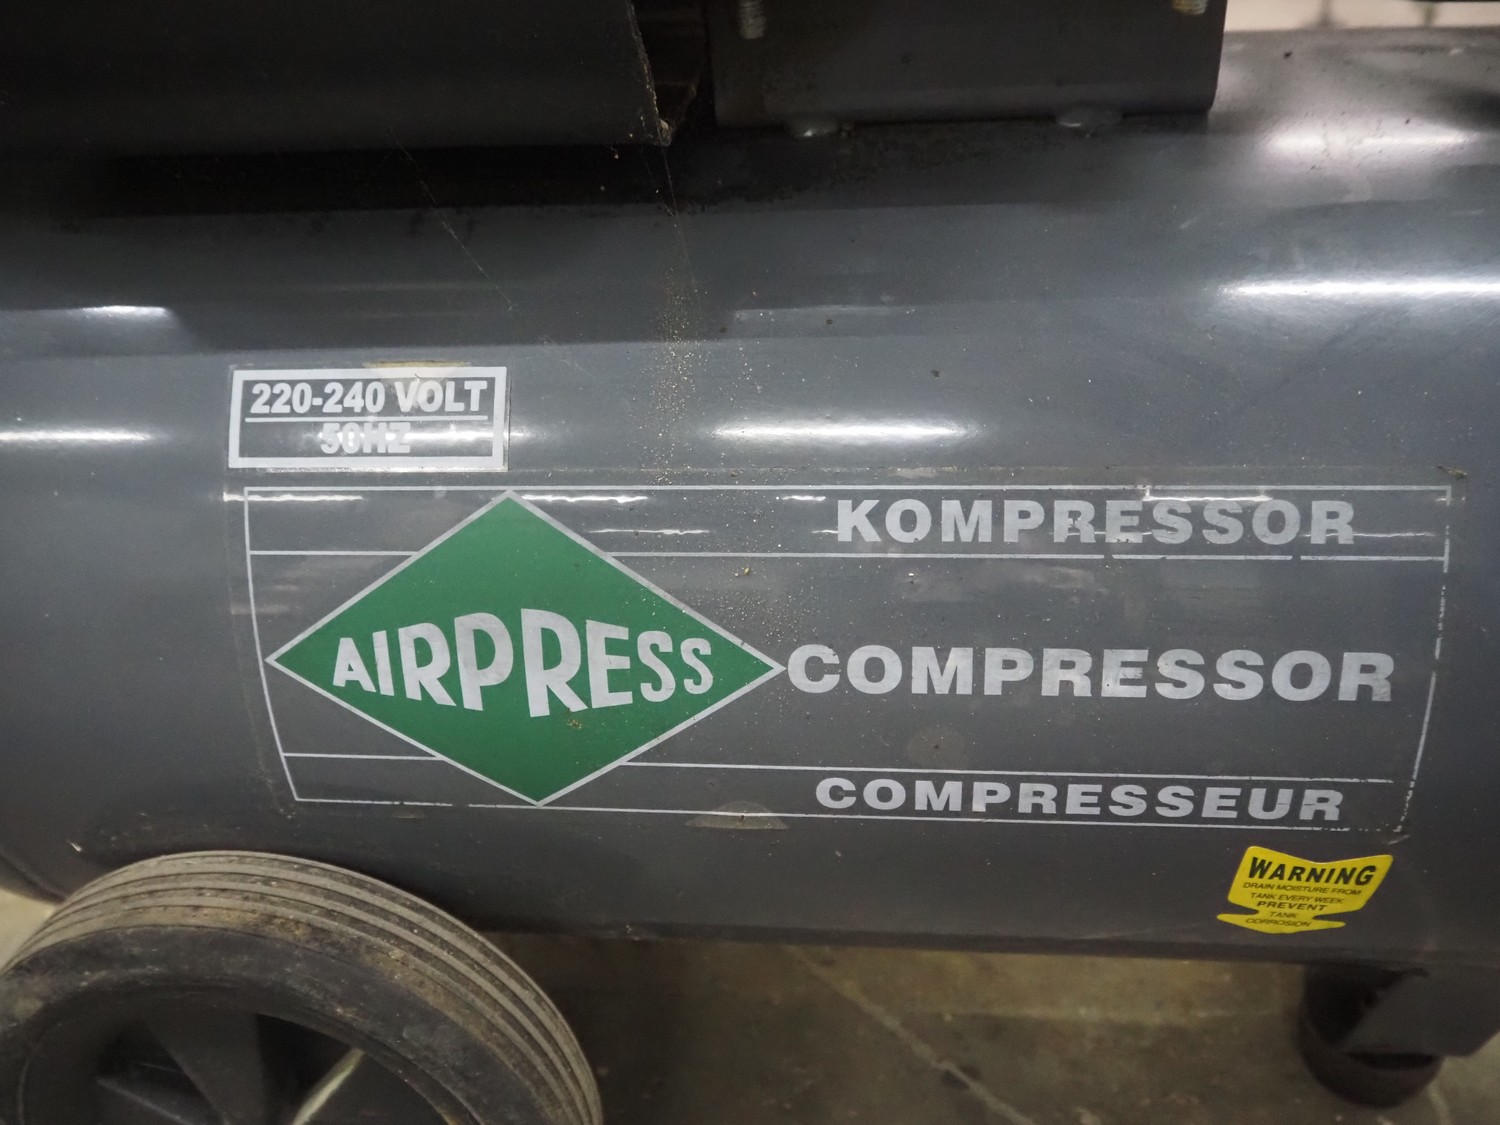 220-240 VOLT
50HZ
KOMPRESSOR
AIRPRESS
COMPRESSOR
COMPRESSEUR
WARNING
DRAIN MOISTURE FROM
TANK EVERY WEEK
PREVENT
TANK
CORROSION